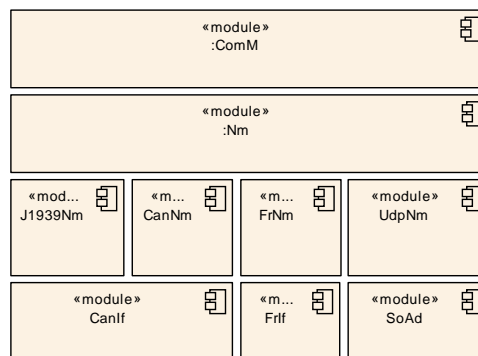 «module»
:ComM
«module»
:Nm
«mod...
J1939Nm
«m...
CanNm
«m...
FrNm
«module»
UdpNm
«module»
CanIf
«m...
FrIf
«module»
SoAd